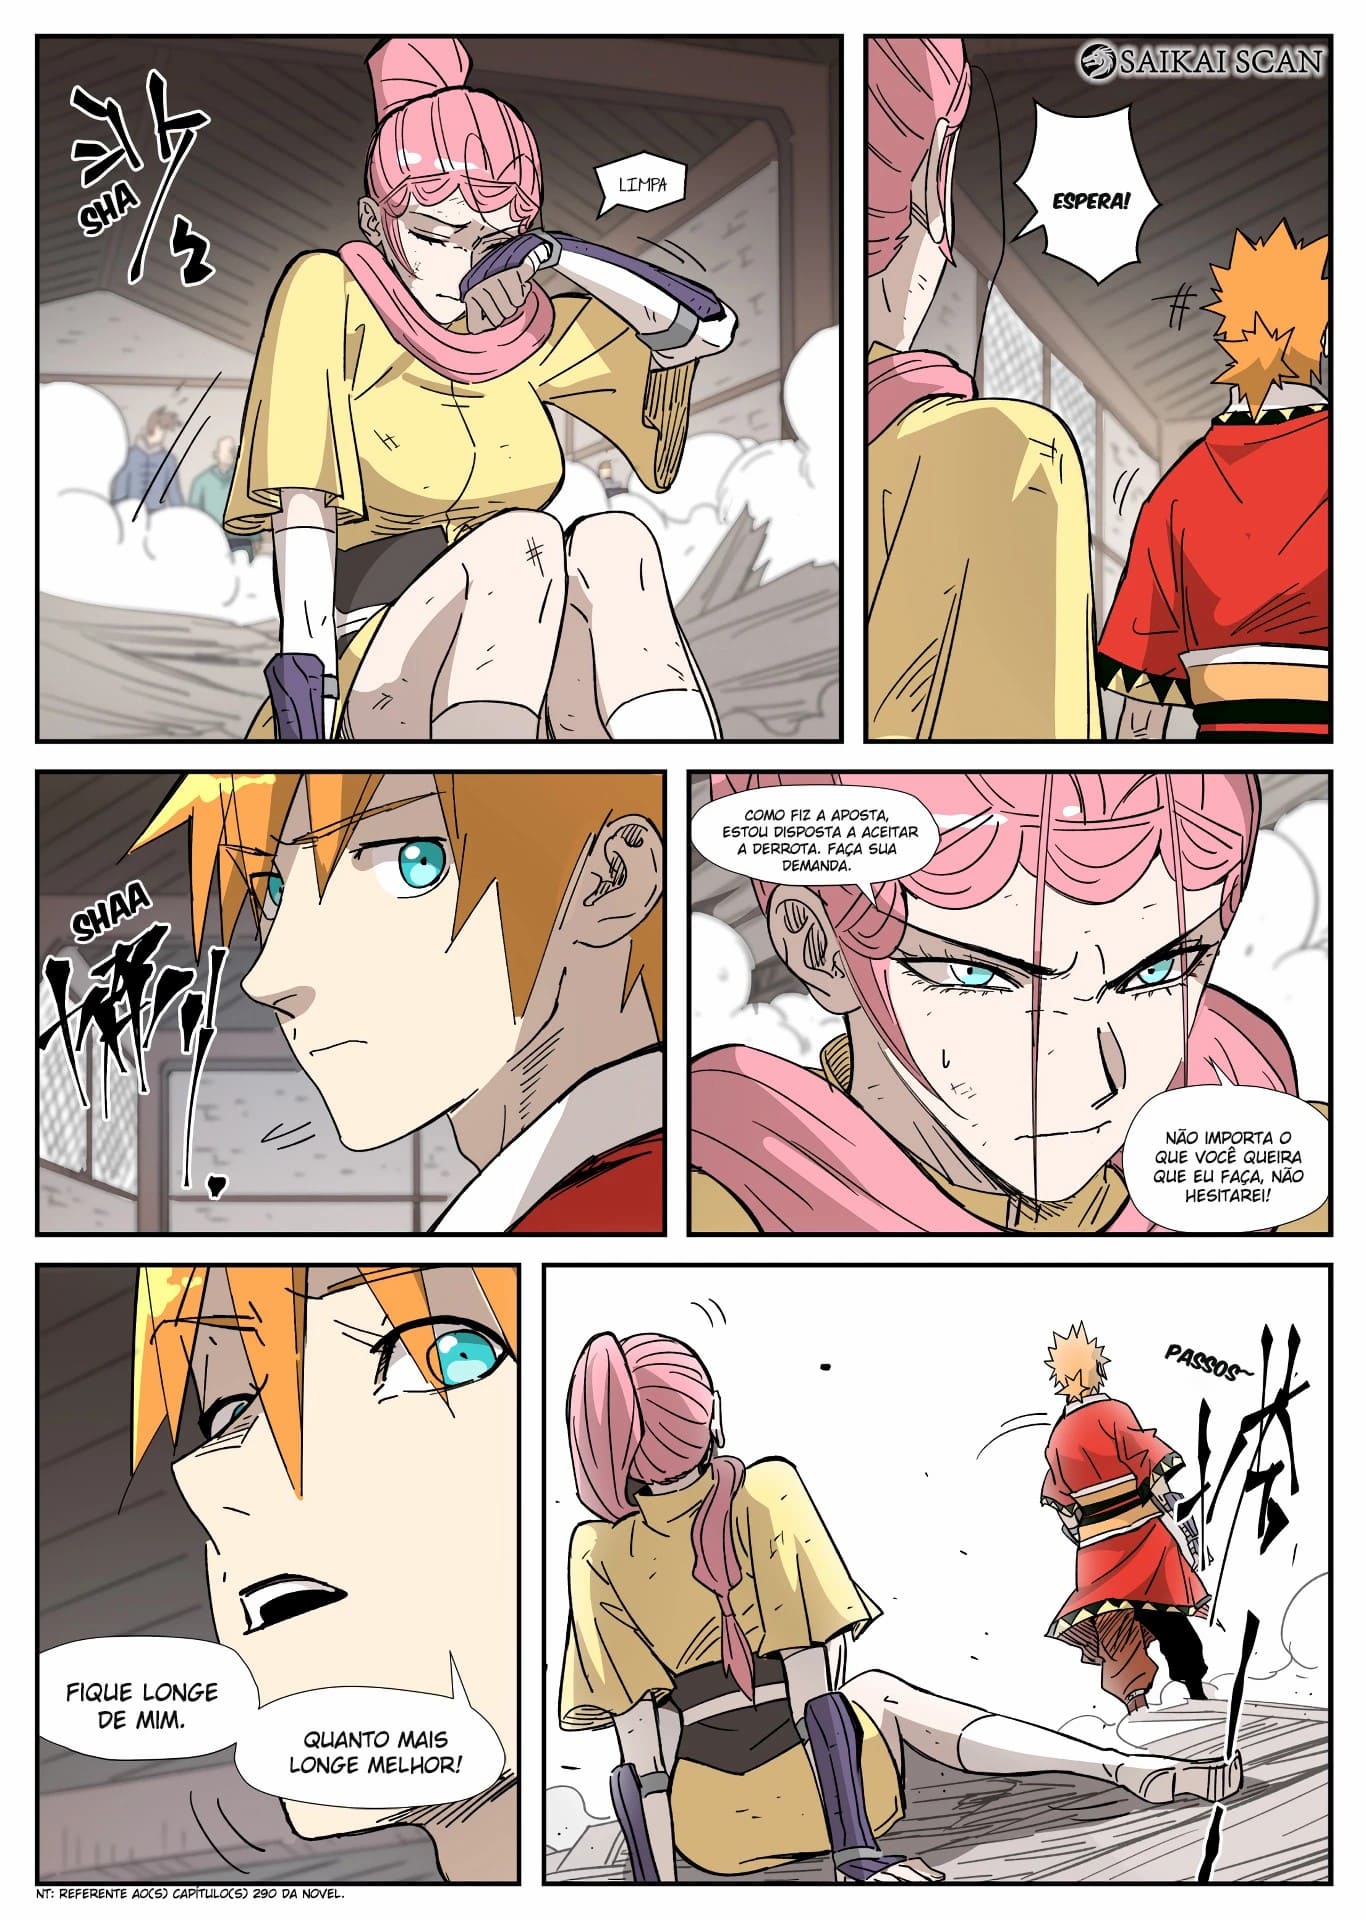 SAIKAI SCAN
SHA
LIMPA
ESPERA!
SHAA
COMO FIZ A APOSTA,
ESTOU DISPOSTA A ACEITAR
A DERROTA. FAÇA SUA
DEMANDA.
NÃO IMPORTA O
QUE VOCÊ QUEIRA
QUE EU FAÇA, NÃO
HESITAREI!
FIQUE LONGE
DE MIM.
QUANTO MAIS
LONGE MELHOR!
PASSOS~
NT: REFERENTE AO(S) CAPÍTULO(S) 290 DA NOVEL.